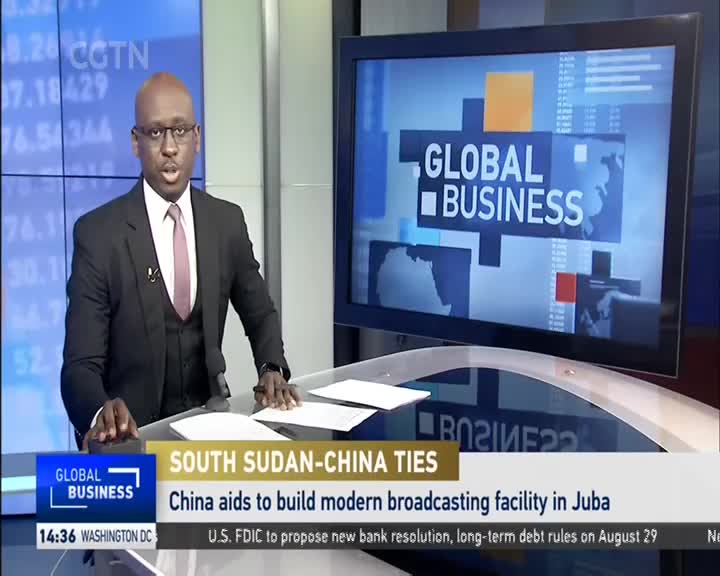 CGTN
GLOBAL
BUSINESS
SOUTH SUDAN-CHINA TIES
GLOBAL
BUSINESS
China aids to build modern broadcasting facility in Juba
14:36 WASHINGTON DC
U.S. FDIC to propose new bank resolution, long-term debt rules on August 29